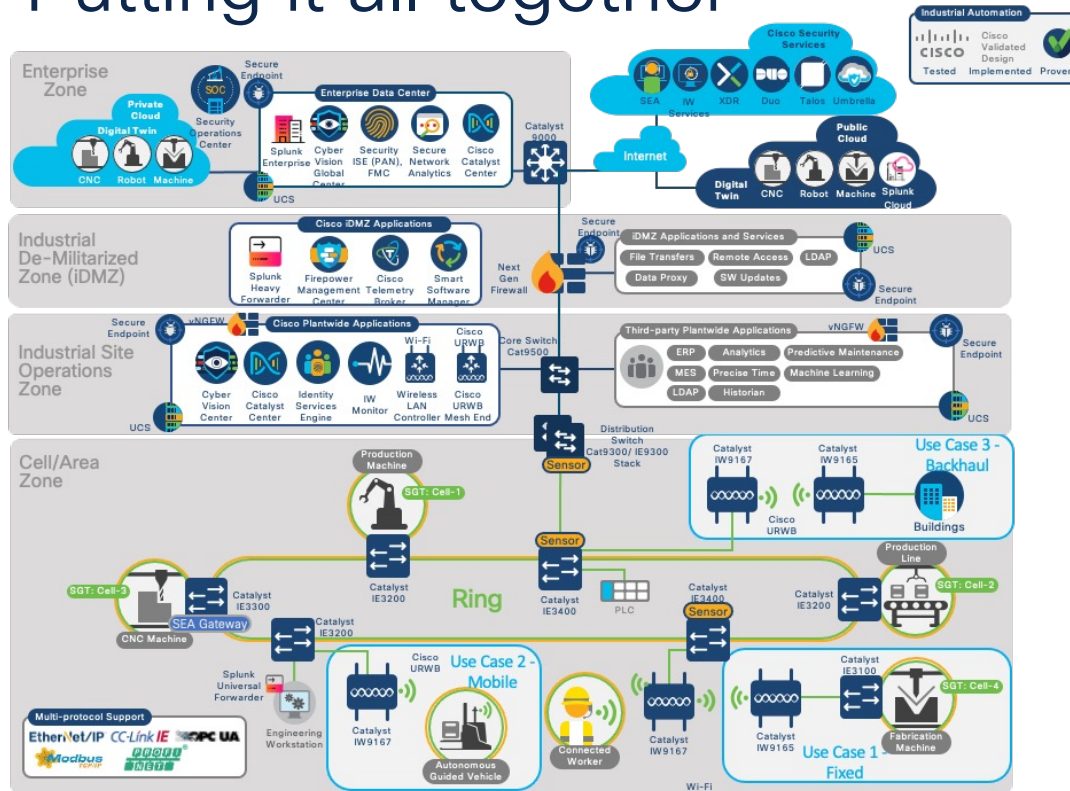 Putting it all together
Industrial Automation
CISCO
Cisco
Validated
Design
Tested Implemented Proven
Enterprise
Zone
Private
Cloud
Digital Twin
CNC Robot Machine
SOC
Security
Operations
Center
Secure
Endpoint
UCS
Enterprise Data Center
Splunk
Enterprise
Cyber
Vision
Global
Center
Security
ISE (PAN),
FMC
Secure
Network
Analytics
Cisco
Catalyst
Center
Catalyst
9000
Cisco Security
Services
SEA
IW
Services
XDR
DUO
Duo
Talos
Umbrella
Internet
Public
Cloud
Digital
Twin
CNC Robot Machine
Splunk
Cloud
Industrial
De-Militarized
Zone (iDMZ)
Cisco iDMZ Applications
Splunk
Heavy
Forwarder
Firepower
Management
Center
Cisco
Telemetry
Broker
Smart
Software
Manager
Next
Gen
Firewall
Secure
Endpoint
iDMZ Applications and Services
File Transfers
Remote Access
LDAP
Data Proxy
SW Updates
UCS
Secure
Endpoint
Industrial Site
Operations
Zone
Secure
Endpoint
vNGFW
Cisco Plantwide Applications
Cyber
Vision
Center
Cisco
Catalyst
Center
Identity
Services
Engine
IW
Monitor
Wi-Fi
Wireless
LAN
Controller
Cisco
URWB
Cisco
URWB
Mesh End
UCS
Core Switch
Cat9500
Third-party Plantwide Applications
vNGFW
ERP
Analytics
Predictive Maintenance
MES
Precise Time
Machine Learning
LDAP
Historian
Secure
Endpoint
UCS
Distribution
Switch
Cat9300/ IE9300
Stack
Sensor
Cell/Area
Zone
Production
Machine
SGT: Cell-1
Catalyst
IE3200
Sensor
Catalyst
IE3400
PLC
Ring
Use Case 3 -
Backhaul
Catalyst
IW9167
Catalyst
IW9165
Cisco
URWB
Buildings
SGT: Cell-3
CNC Machine
Catalyst
IE3300
SEA Gateway
Catalyst
IE3200
Catalyst
IE3400
Sensor
Catalyst
IE3200
Production
Line
SGT: Cell-2
Splunk
Universal
Forwarder
Engineering
Workstation
Use Case 2 -
Mobile
Cisco
URWB
Catalyst
IW9167
Autonomous
Guided Vehicle
Connected
Worker
Catalyst
IW9167
Wi-Fi
Catalyst
IW9165
Catalyst
IE3100
SGT: Cell-4
Fabrication
Machine
Use Case 1 -
Fixed
Multi-protocol Support
EtherNet/IP CC-Link IE OPC UA
Modbus
TCP/IP
PROFI
NET